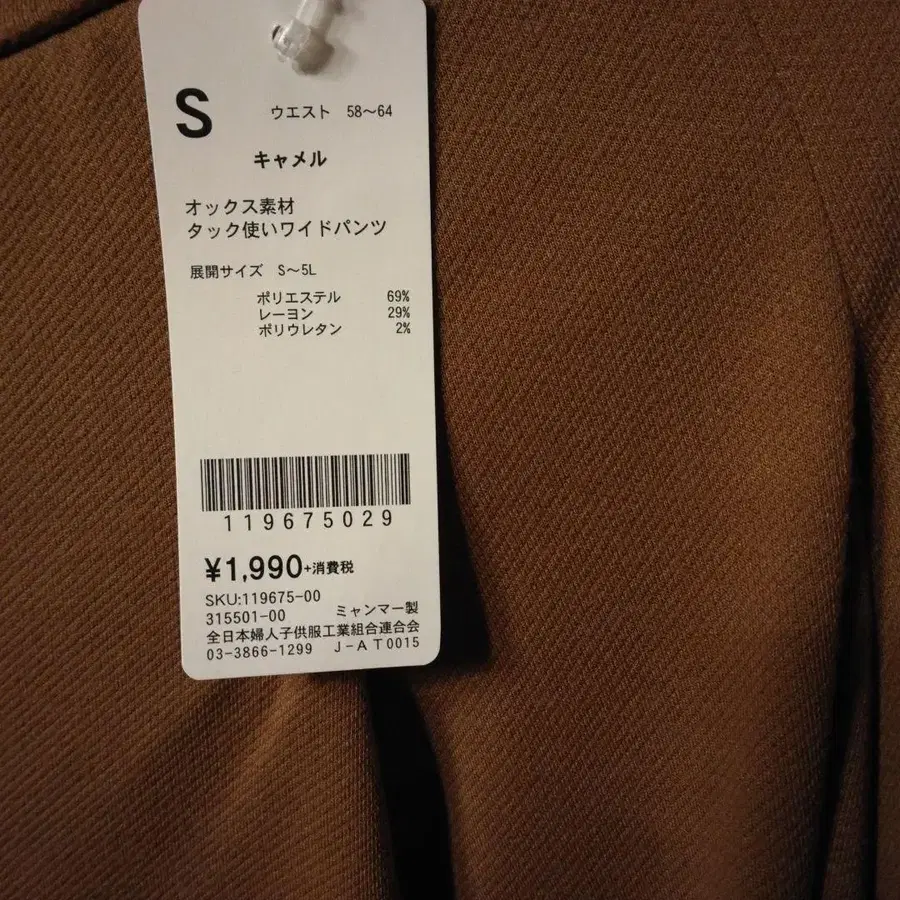 S ウエスト 58～64
キャメル
オックス素材
タック使いワイドパンツ
展開サイズ S～5L
ポリエステル 69%
レーヨン 29%
ポリウレタン 2%
119675029
¥1,990+消費税
SKU:119675-00
315501-00 ミャンマー製
全日本婦人子供服工業組合連合会
03-3866-1299 J-AT0015